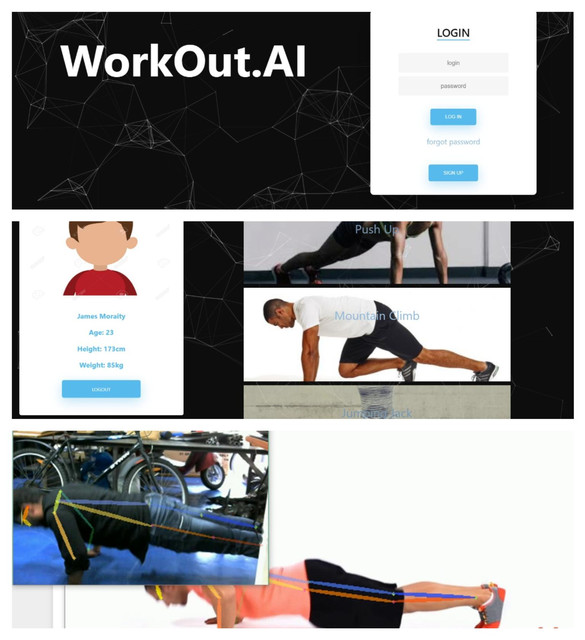 WorkOut.AI
LOGIN
login
password
LOG IN
forgot password
SIGN UP
James Moraity
Age: 23
Height: 173cm
Weight: 85kg
LOGOUT
Push Up
Mountain Climb
Jumping Jack